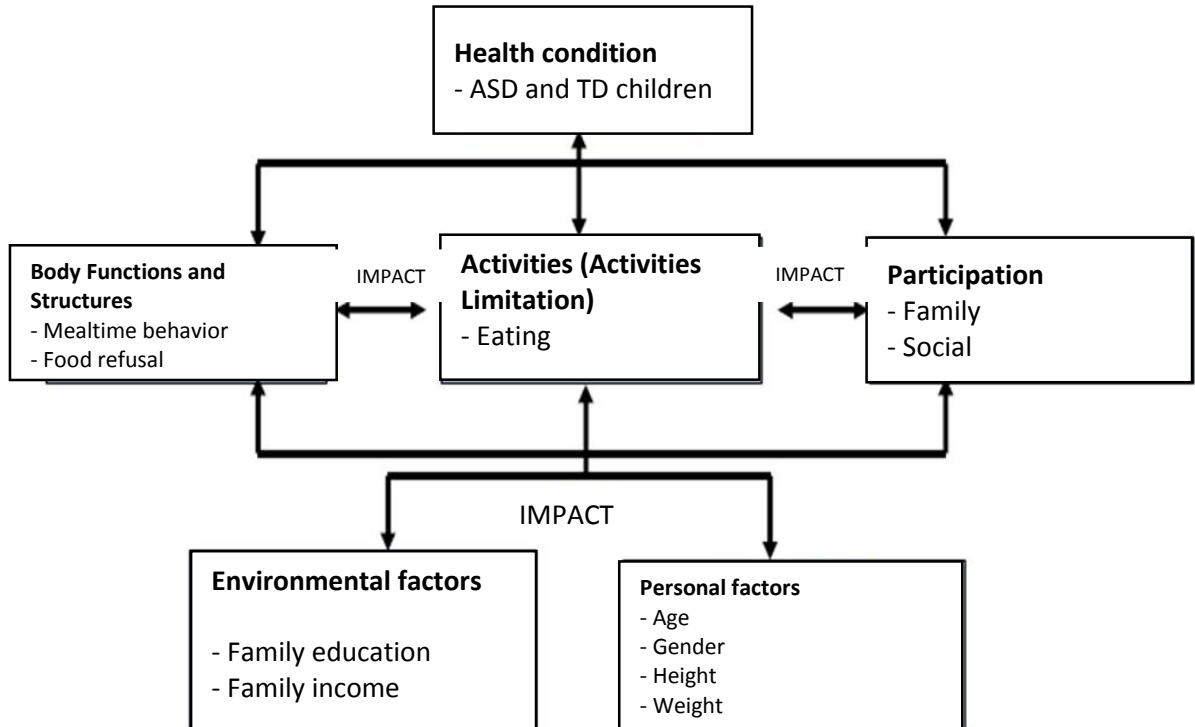 Health condition
- ASD and TD children
Body Functions and
Structures
- Mealtime behavior
- Food refusal
IMPACT
Activities (Activities
Limitation)
- Eating
IMPACT
Participation
- Family
- Social
IMPACT
Environmental factors
- Family education
- Family income
Personal factors
- Age
- Gender
- Height
- Weight